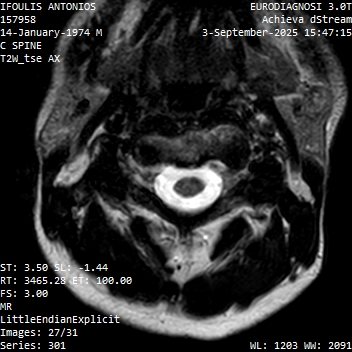 IFOULIS ANTONIOS
EURODIAGNOSI 3.0T
157958
Achieva dStream
14-January-1974 M
3-September-2025 15:47:15
C SPINE
T2W_tse AX
ST: 3.50 SL: -1.44
RT: 3465.28 ET: 100.00
FS: 3.00
MR
LittleEndianExplicit
Images: 27/31
Series: 301
WL: 1203 WW: 2091